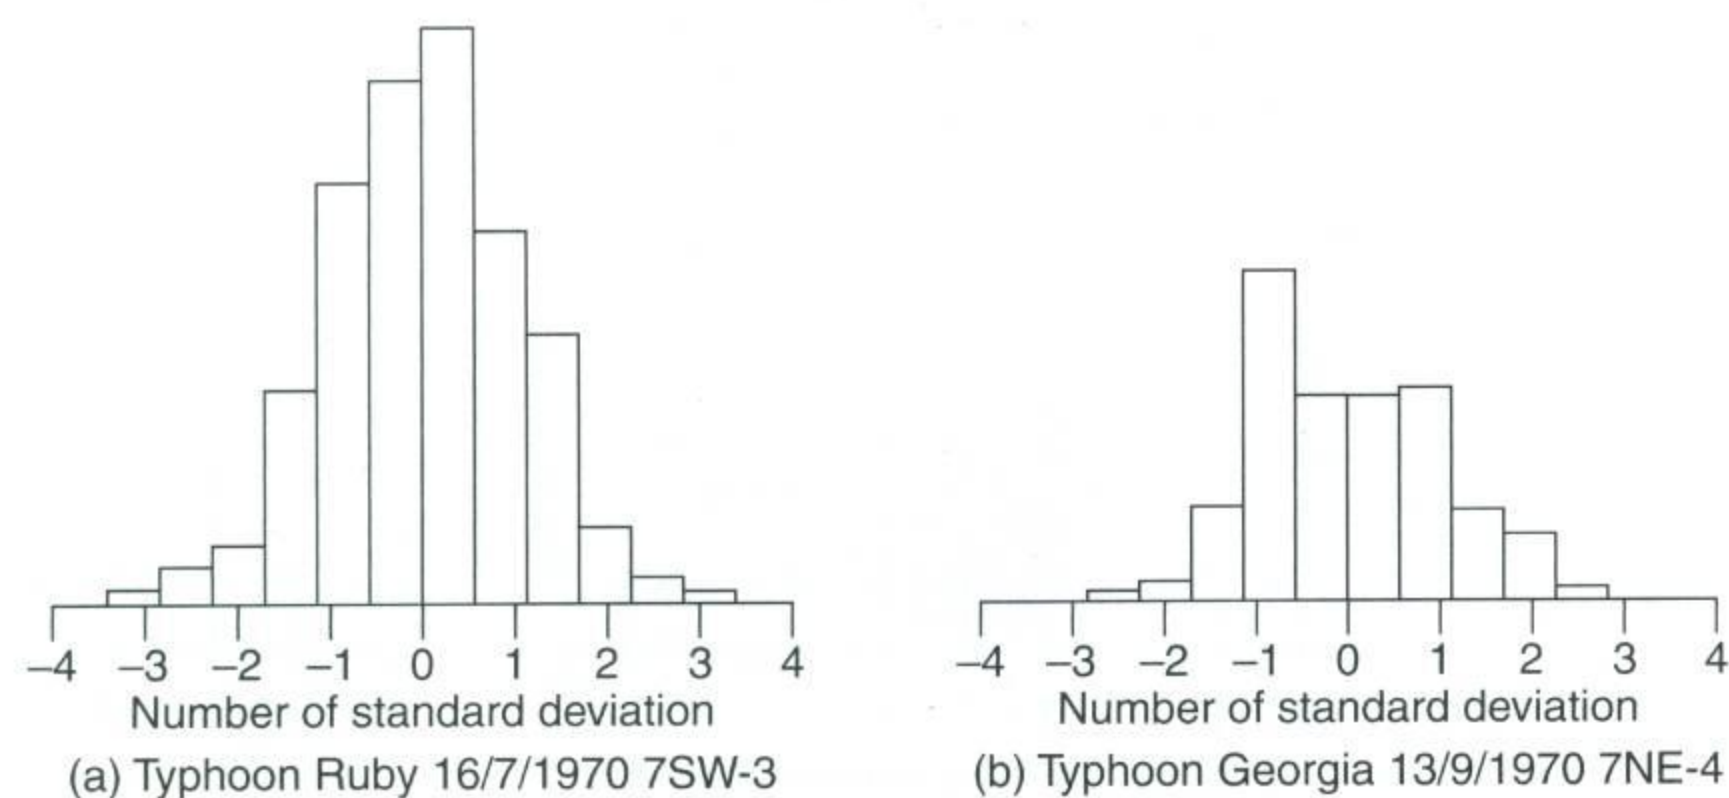 –4 –3 –2 –1 0 1 2 3 4
Number of standard deviation
(a) Typhoon Ruby 16/7/1970 7SW-3
–4 –3 –2 –1 0 1 2 3 4
Number of standard deviation
(b) Typhoon Georgia 13/9/1970 7NE-4